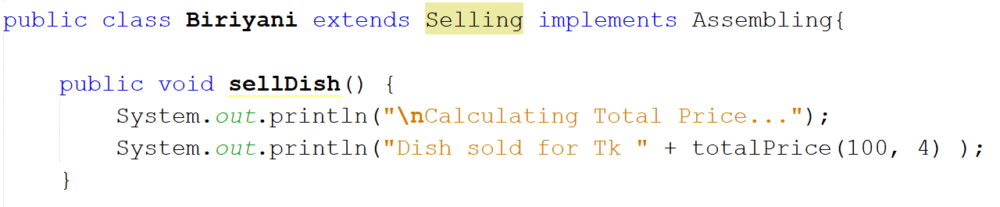 public class Biriyani extends Selling implements Assembling{
public void sellDish() {
System.out.println("\nCalculating Total Price...");
System.out.println("Dish sold for Tk " + totalPrice(100, 4) );
}